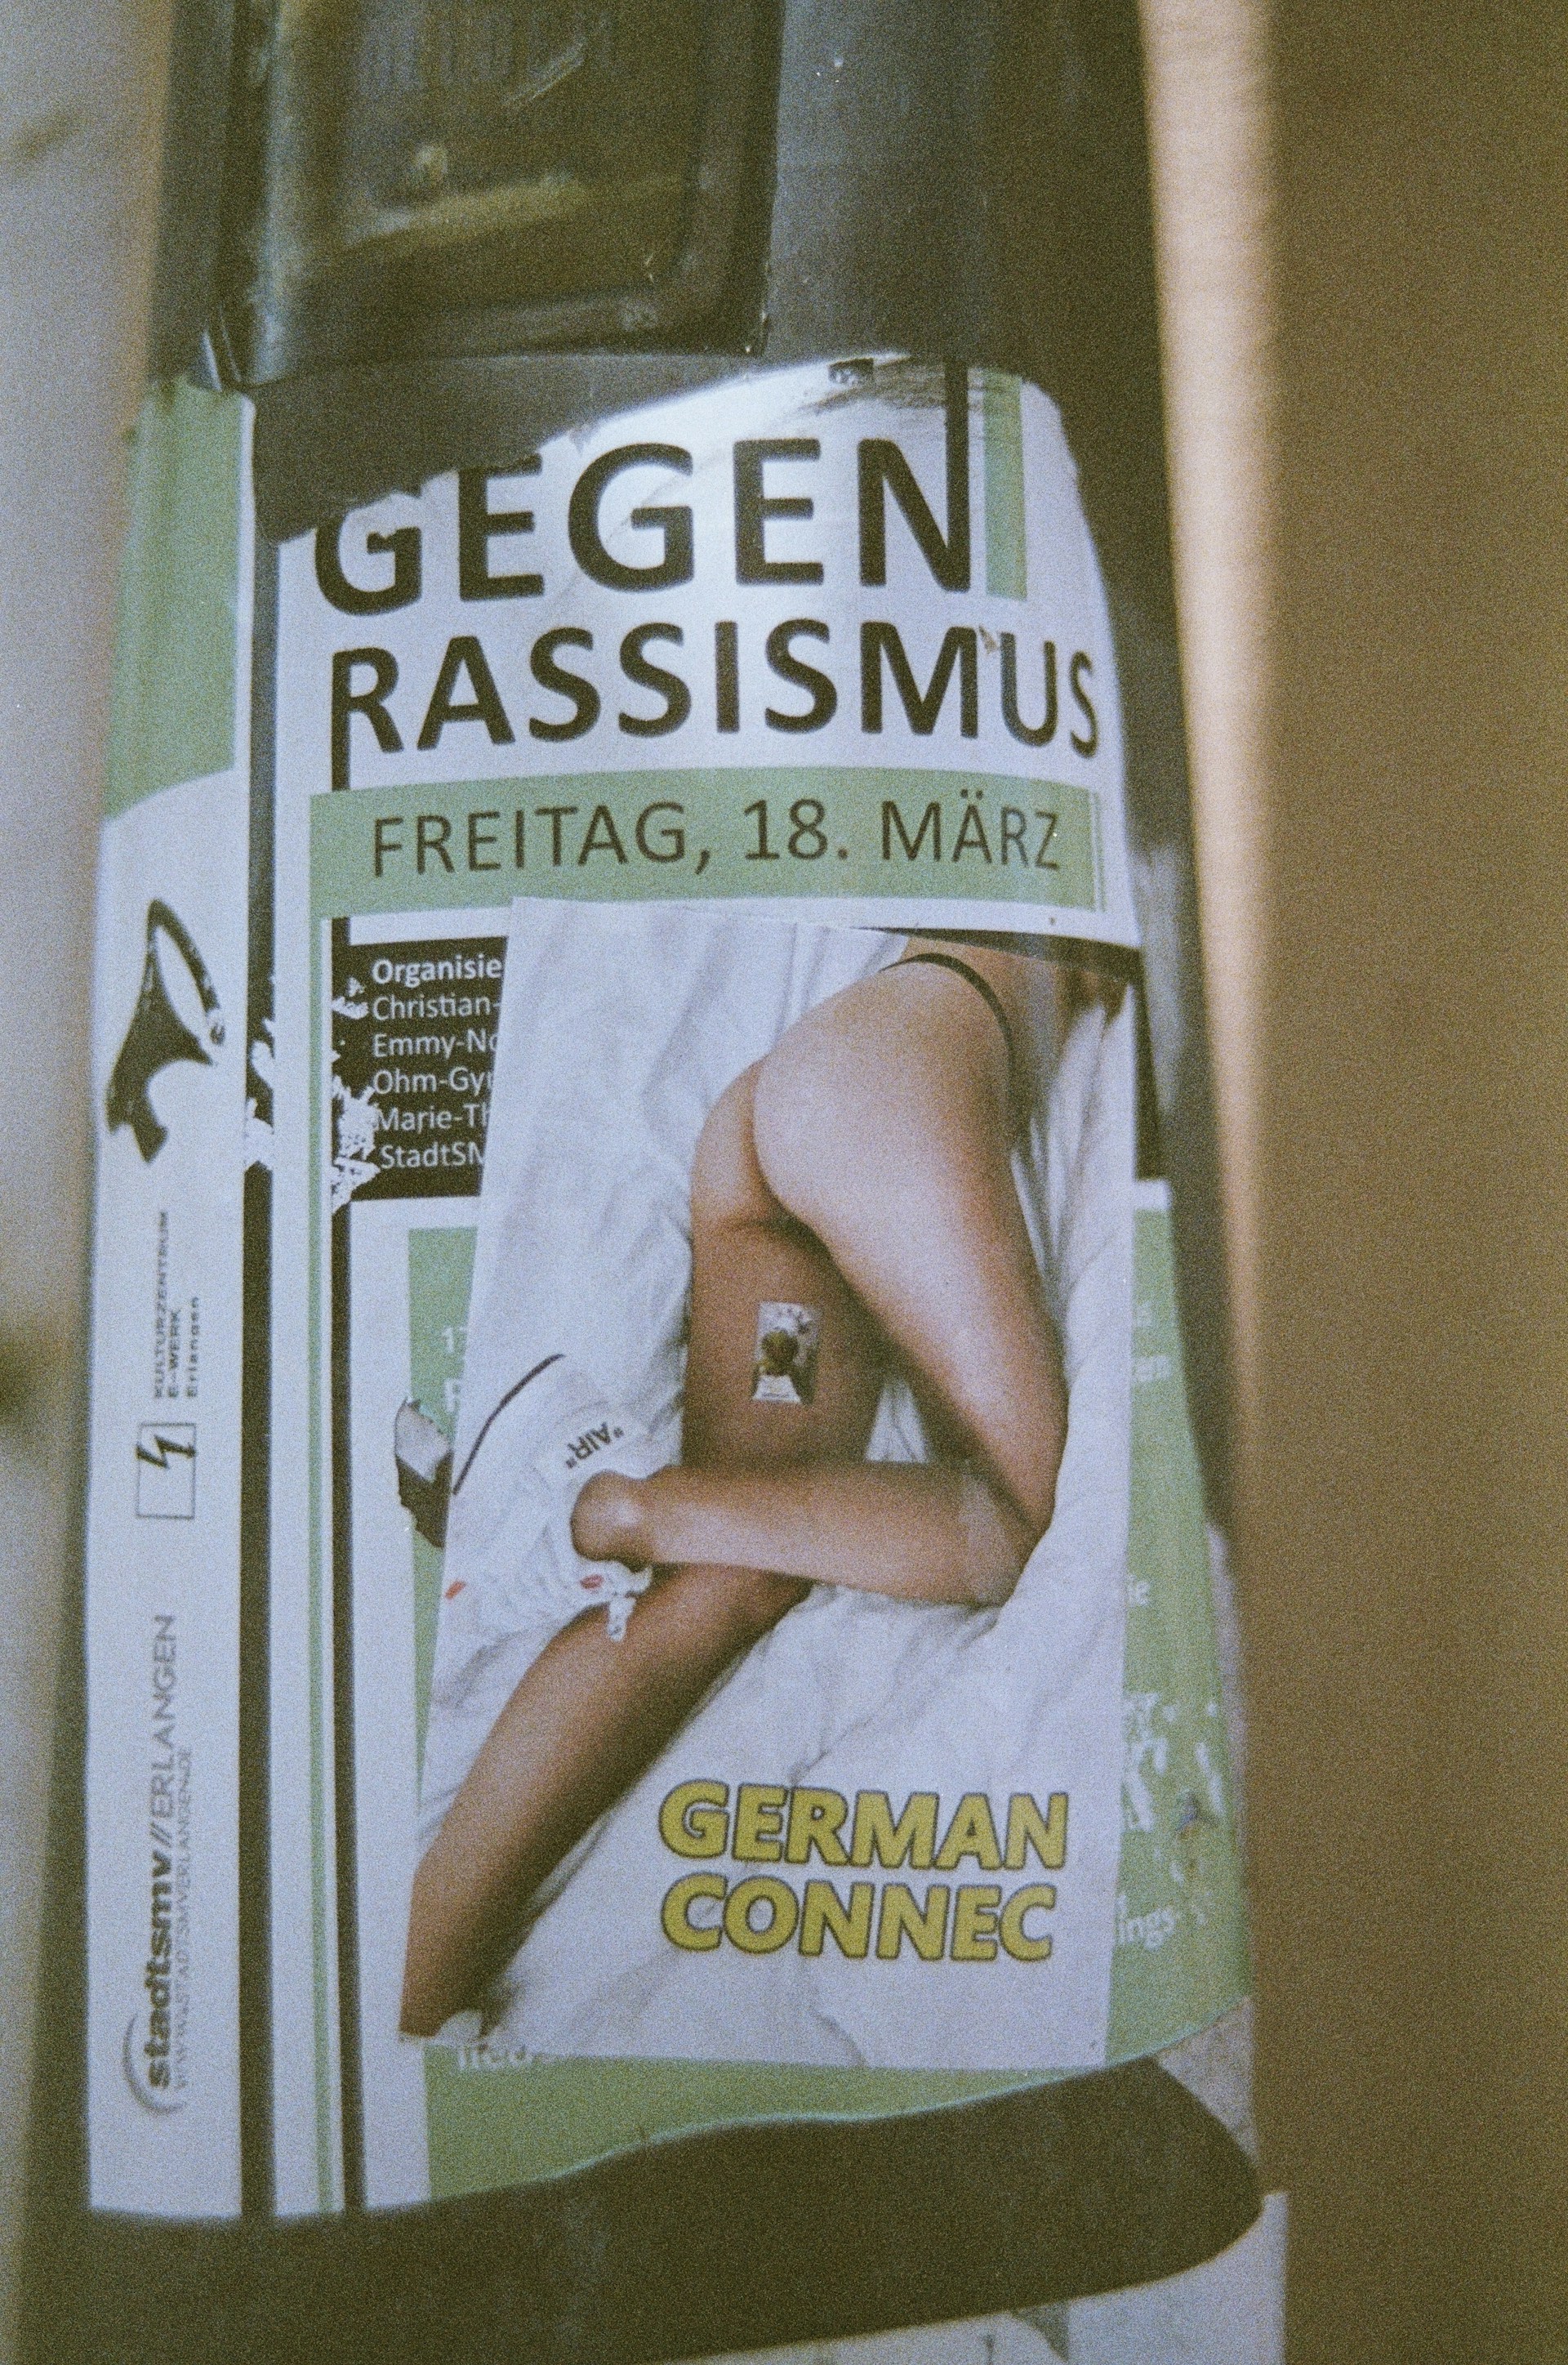 GEGEN
RASSISMUS
FREITAG, 18. MÄRZ
Organisie
Christian-
Emmy-No
Ohm-Gy
Marie-Th
StadtSM
KULTURZENTRUM
E-WERK
Erlangen
stadtsmv//ERLANGEN
"AIR"
GERMAN
CONNEC
ings-